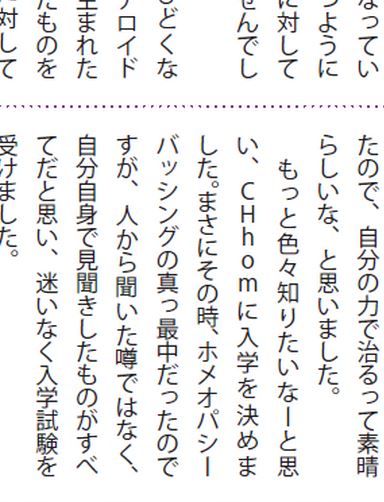 なってい
つように
に対して
せんでし
ひどくな
テロイド
生まれた
たものを
に対して
たので、自分の力で治るって素晴
らしいな、と思いました。
　もっと色々知りたいなーと思
い、CHhomに入学を決めま
した。まさにその時、ホメオパシー
バッシングの真っ最中だったので
すが、人から聞いた噂ではなく、
自分自身で見聞きしたものがすべ
てだと思い、迷いなく入学試験を
受けました。